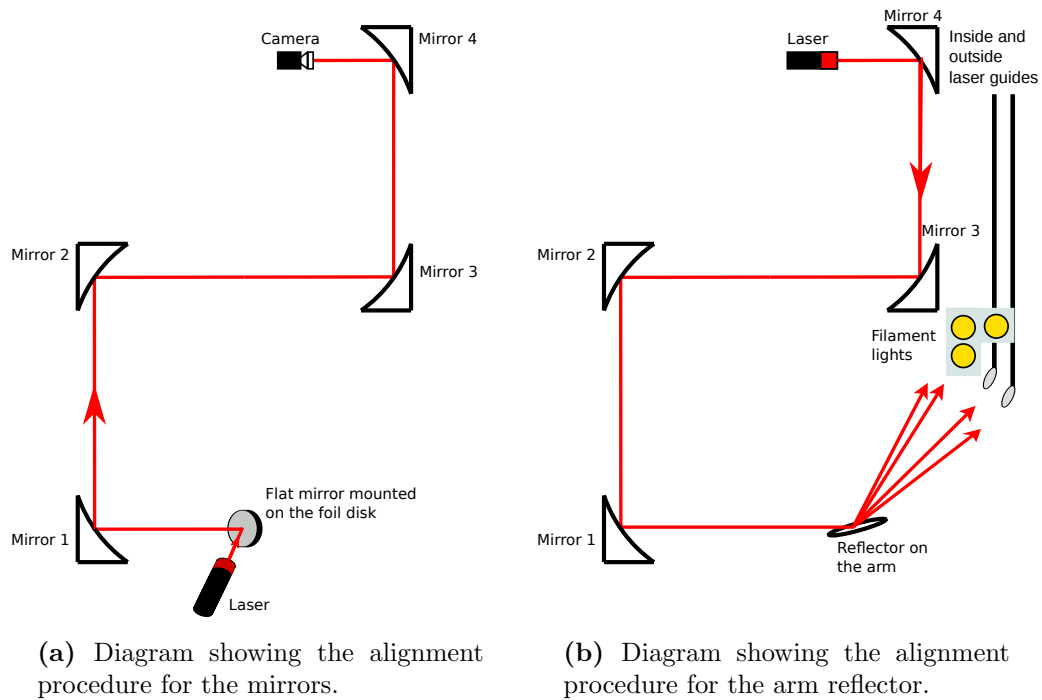 Camera
Mirror 4
Mirror 2
Mirror 3
Flat mirror mounted
on the foil disk
Mirror 1
Laser
(a) Diagram showing the alignment
procedure for the mirrors.
Mirror 4
Laser
Inside and
outside
laser guides
Mirror 2
Mirror 3
Filament
lights
Mirror 1
Reflector on
the arm
(b) Diagram showing the alignment
procedure for the arm reflector.